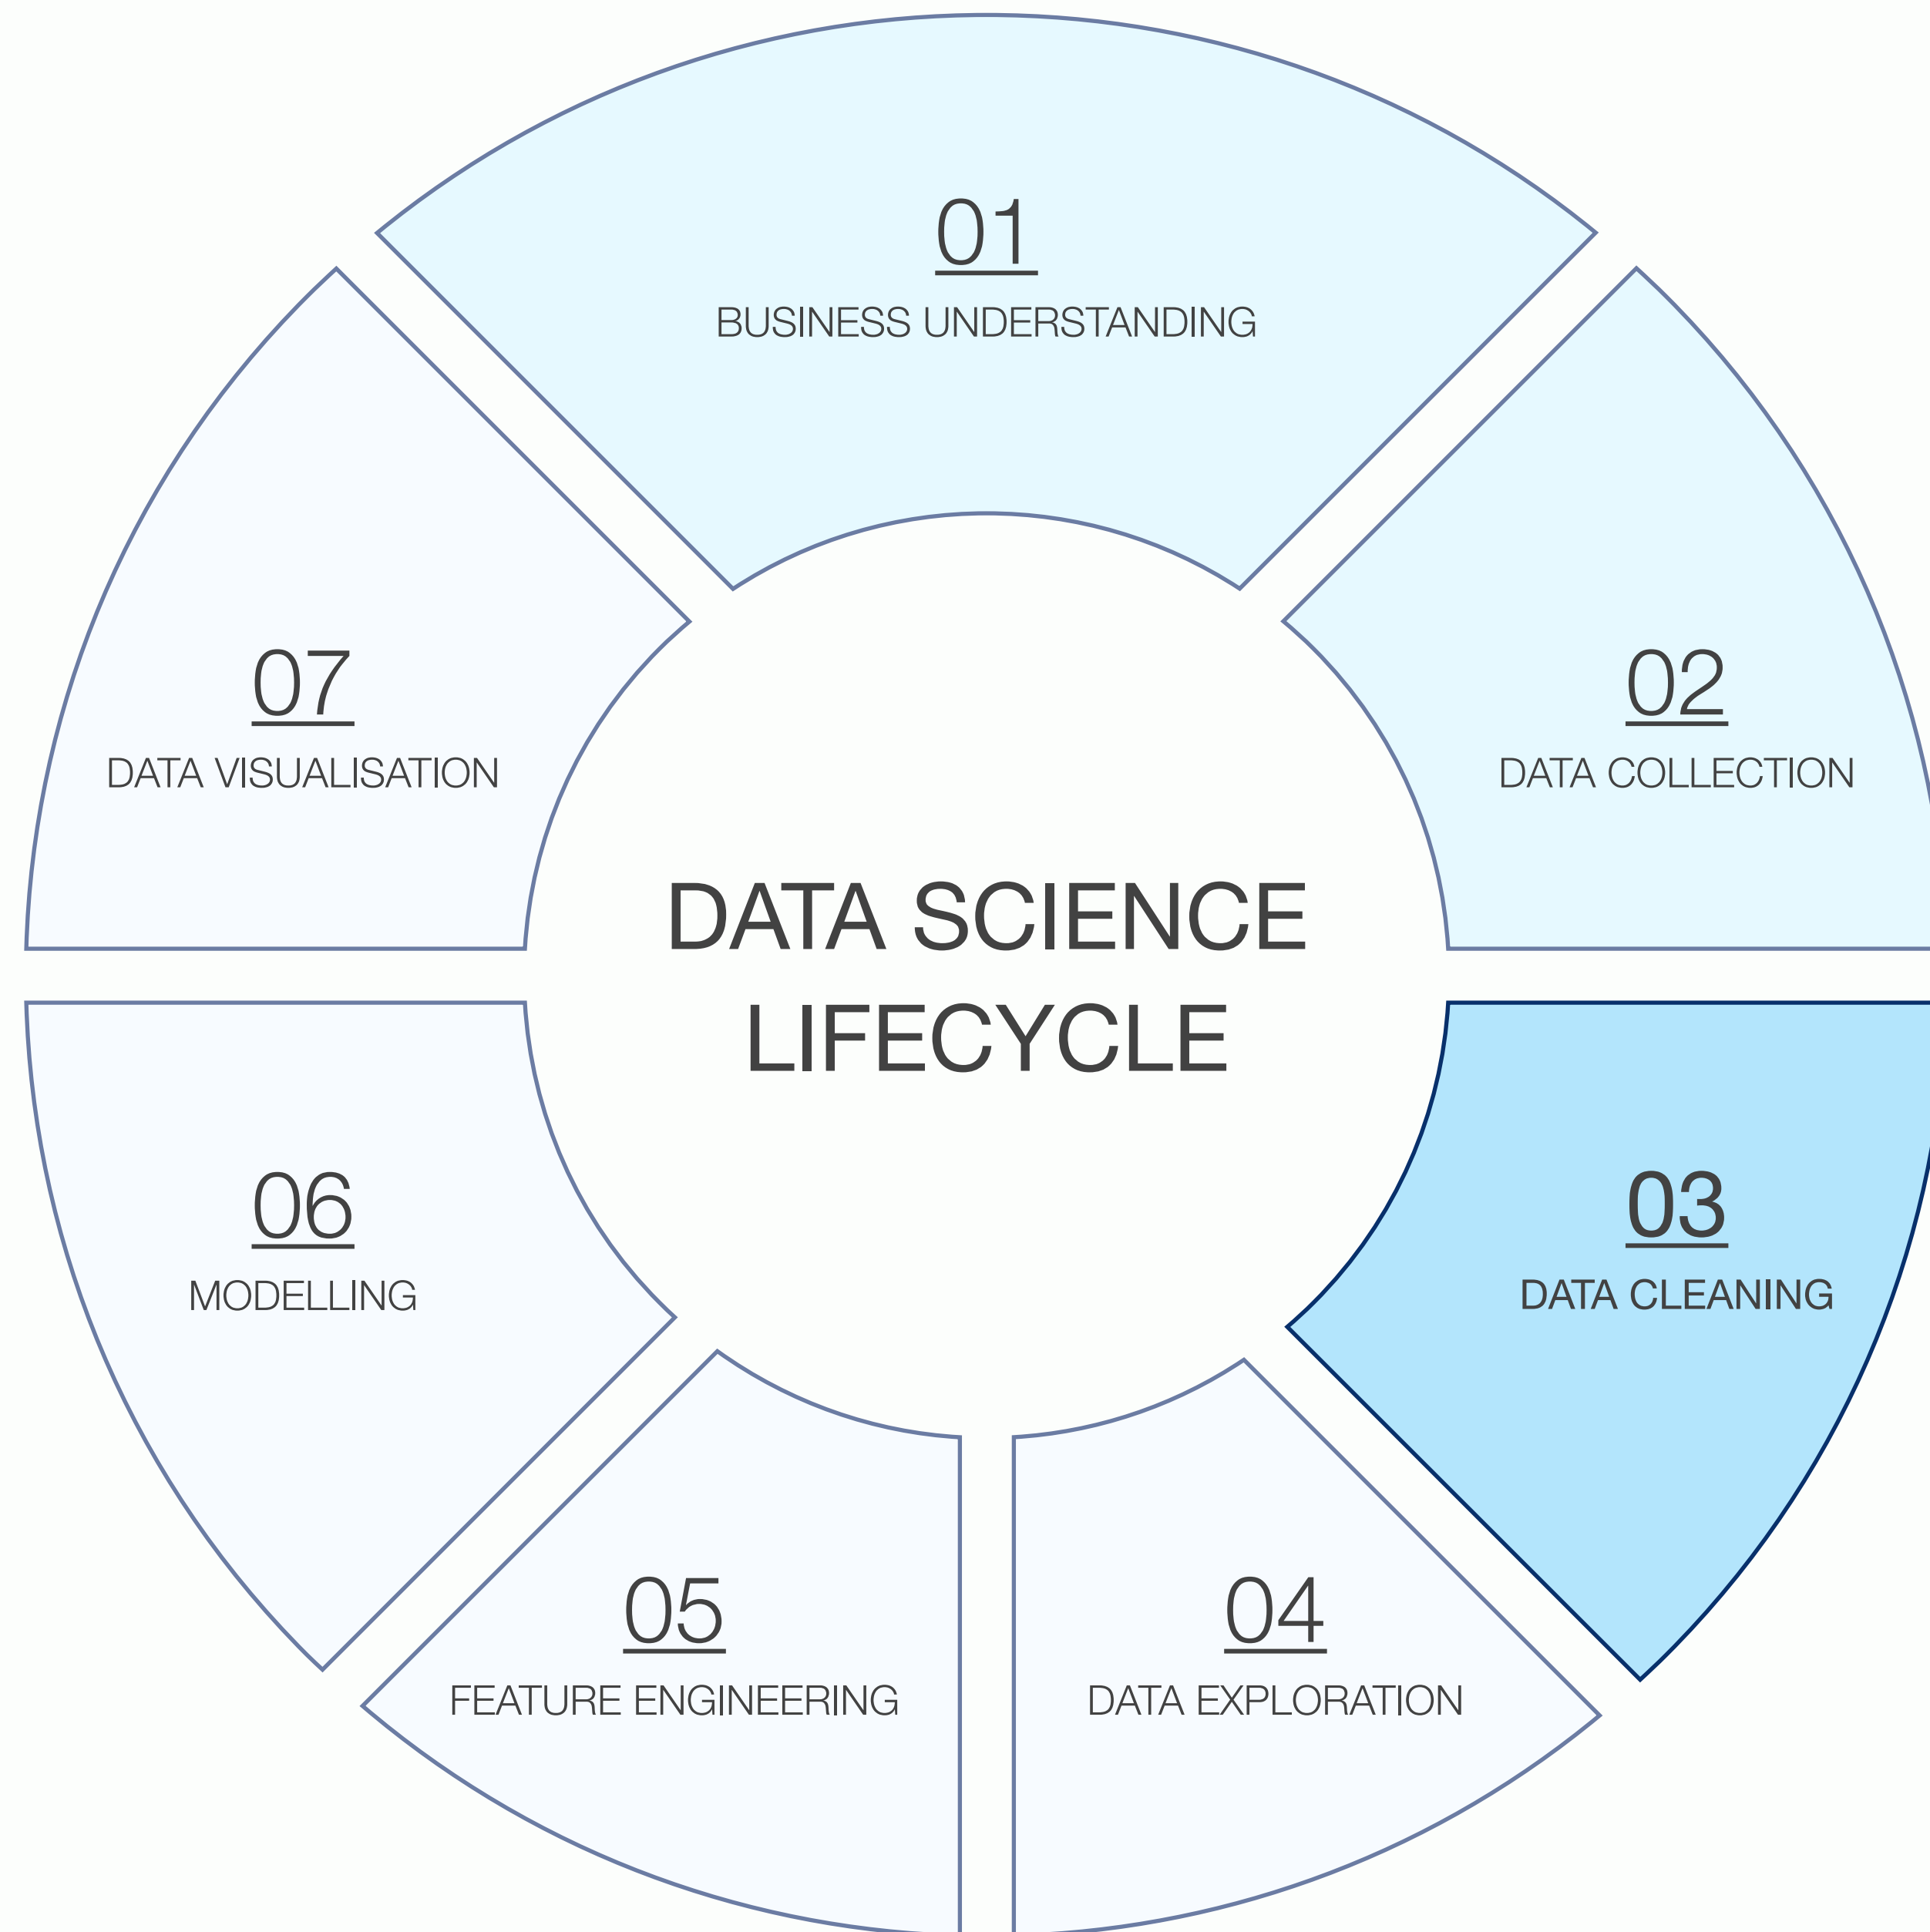 01
BUSINESS UNDERSTANDING
02
DATA COLLECTION
03
DATA CLEANING
04
DATA EXPLORATION
05
FEATURE ENGINEERING
06
MODELLING
07
DATA VISUALISATION
DATA SCIENCE
LIFECYCLE